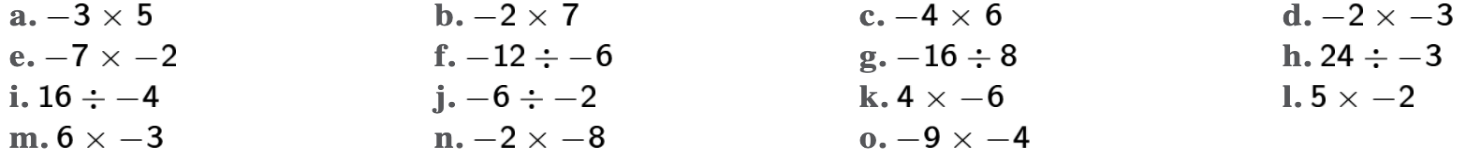 a. −3 × 5 b. −2 × 7 c. −4 × 6 d. −2 × −3
e. −7 × −2 f. −12 ÷ −6 g. −16 ÷ 8 h. 24 ÷ −3
i. 16 ÷ −4 j. −6 ÷ −2 k. 4 × −6 l. 5 × −2
m. 6 × −3 n. −2 × −8 o. −9 × −4